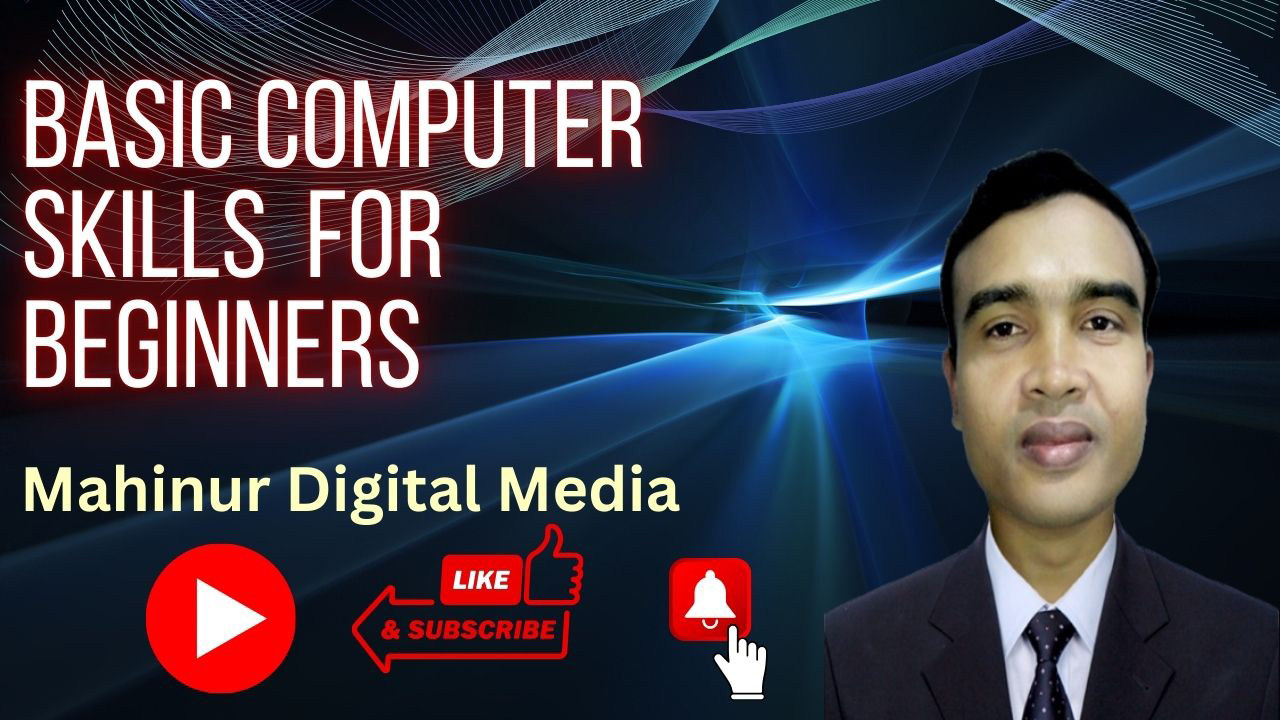 BASIC COMPUTER
SKILLS FOR
BEGINNERS
Mahinur Digital Media
LIKE
& SUBSCRIBE